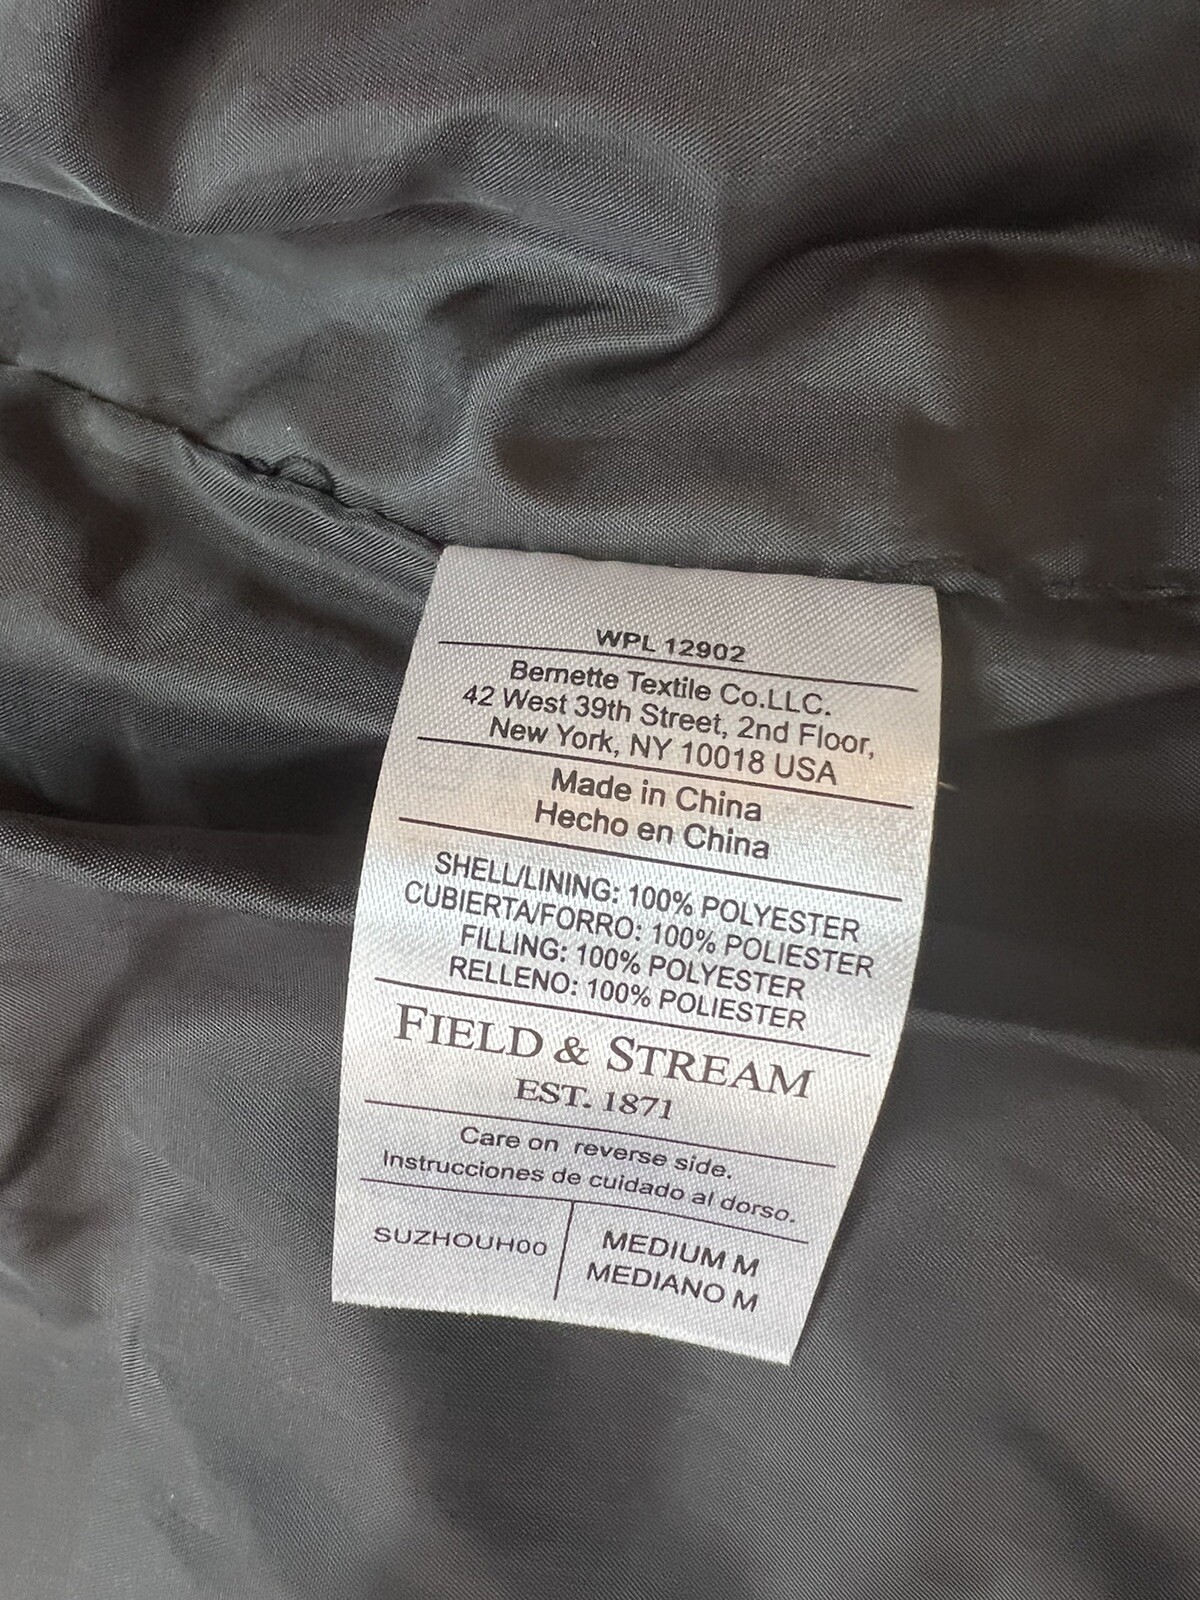 WPL 12902
Bernette Textile Co.LLC.
42 West 39th Street, 2nd Floor,
New York, NY 10018 USA
Made in China
Hecho en China
SHELL/LINING: 100% POLYESTER
CUBIERTA/FORRO: 100% POLIESTER
FILLING: 100% POLYESTER
RELLENO: 100% POLIESTER
FIELD & STREAM
EST. 1871
Care on reverse side.
Instrucciones de cuidado al dorso.
SUZHOUH00
MEDIUM M
MEDIANO M